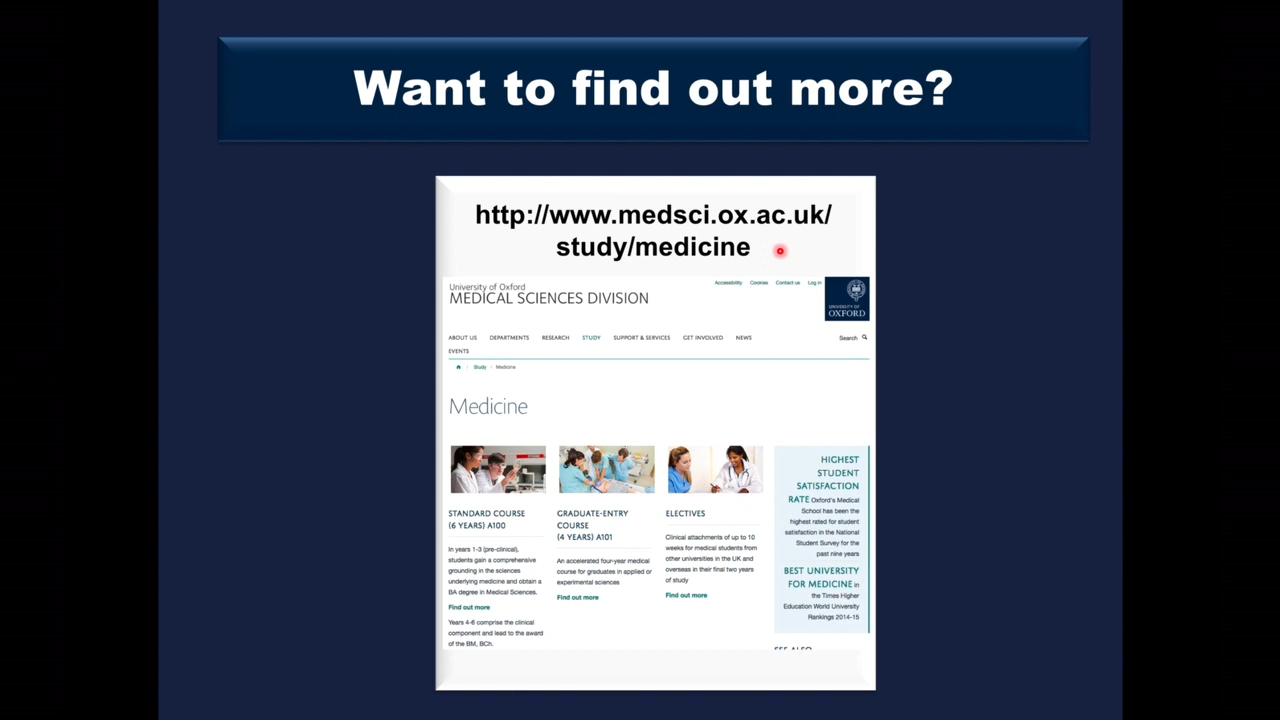 Want to find out more?
http://www.medsci.ox.ac.uk/
study/medicine
University of Oxford
MEDICAL SCIENCES DIVISION
Accessibility Cookies Contact us Log in
UNIVERSITY OF
OXFORD
ABOUT US DEPARTMENTS RESEARCH STUDY SUPPORT & SERVICES GET INVOLVED NEWS
EVENTS
Search
Study Medicine
Medicine
STANDARD COURSE
(6 YEARS) A100
In years 1-3 (pre-clinical),
students gain a comprehensive
grounding in the sciences
underlying medicine and obtain a
BA degree in Medical Sciences.
Find out more
Years 4-6 comprise the clinical
component and lead to the award
of the BM, BCh.
GRADUATE-ENTRY
COURSE
(4 YEARS) A101
An accelerated four-year medical
course for graduates in applied or
experimental sciences
Find out more
ELECTIVES
Clinical attachments of up to 10
weeks for medical students from
other universities in the UK and
overseas in their final two years
of study
Find out more
HIGHEST
STUDENT
SATISFACTION
RATE Oxford's Medical
School has been the
highest rated for student
satisfaction in the National
Student Survey for the
past nine years
BEST UNIVERSITY
FOR MEDICINE in
the Times Higher
Education World University
Rankings 2014-15
SEE ALSO